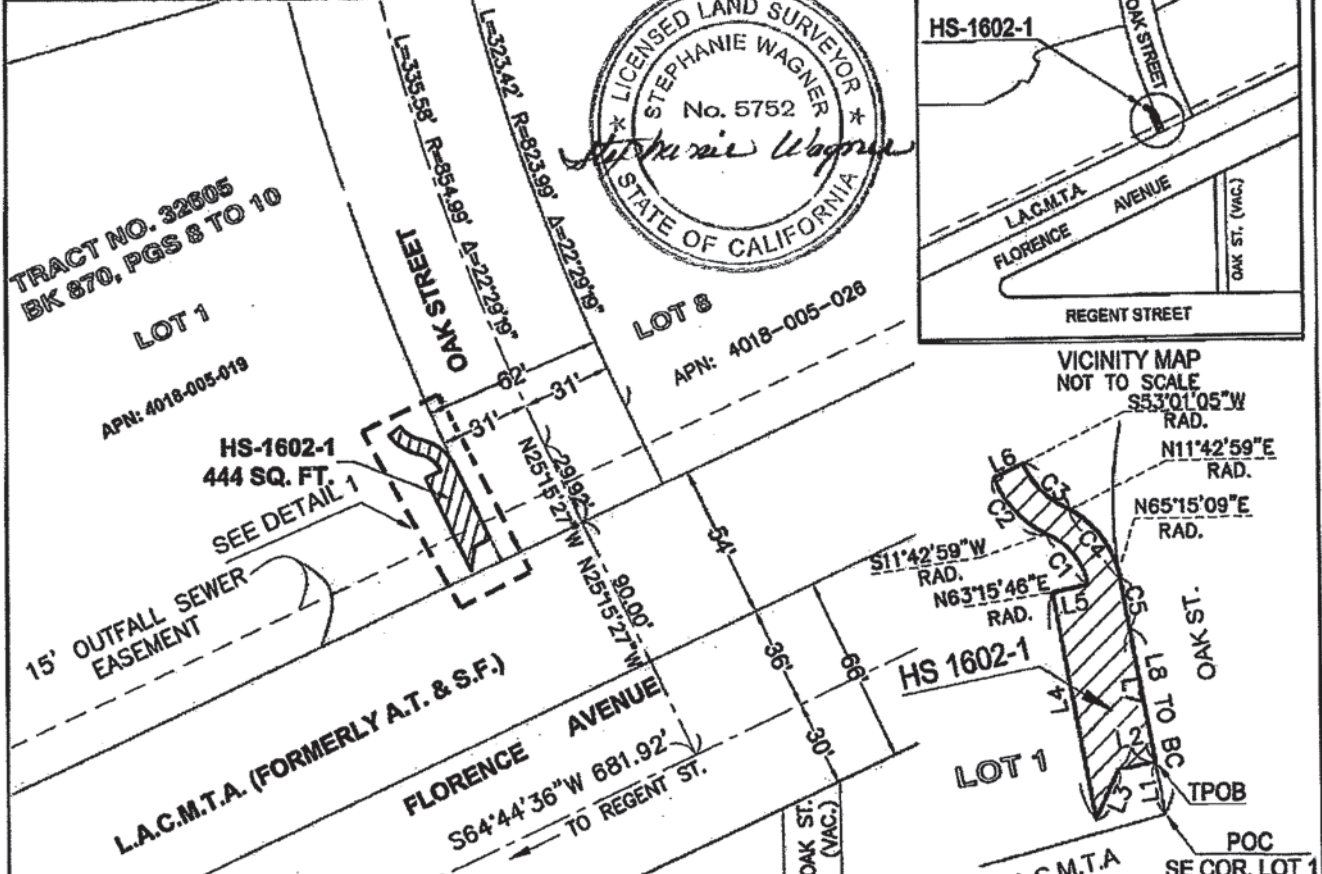 L=335.58' R=854.99' Δ=22°29'19"
L=323.42' R=823.99' Δ=22°29'19"
LICENSED LAND SURVEYOR
STEPHANIE WAGNER
No. 5752
Stephanie Wagner
STATE OF CALIFORNIA
HS-1602-1
OAK STREET
L.A.C.M.T.A.
FLORENCE AVENUE
OAK ST. (VAC.)
REGENT STREET
VICINITY MAP
NOT TO SCALE
TRACT NO. 32605
BK 870, PGS 8 TO 10
LOT 1
APN: 4018-005-019
OAK STREET
LOT 8
APN: 4018-005-026
62'
31'
31'
HS-1602-1
444 SQ. FT.
SEE DETAIL 1
29.92'
N25°15'27"W
90.00'
N25°15'27"W
54'
36'
66'
30'
15' OUTFALL SEWER
EASEMENT
L.A.C.M.T.A. (FORMERLY A.T. & S.F.)
FLORENCE AVENUE
S64°44'36"W 681.92'
TO REGENT ST.
OAK ST.
(VAC.)
S53°01'05"W
RAD.
N11°42'59"E
RAD.
N65°15'09"E
RAD.
S11°42'59"W
RAD.
N63°15'46"E
RAD.
L6
C3
C2
C4
C1
L5
C5
OAK ST.
HS 1602-1
L4
L7
L8 TO BC
2'
L3
L1
LOT 1
TPOB
POC
SE COR. LOT 1
C.M.T.A